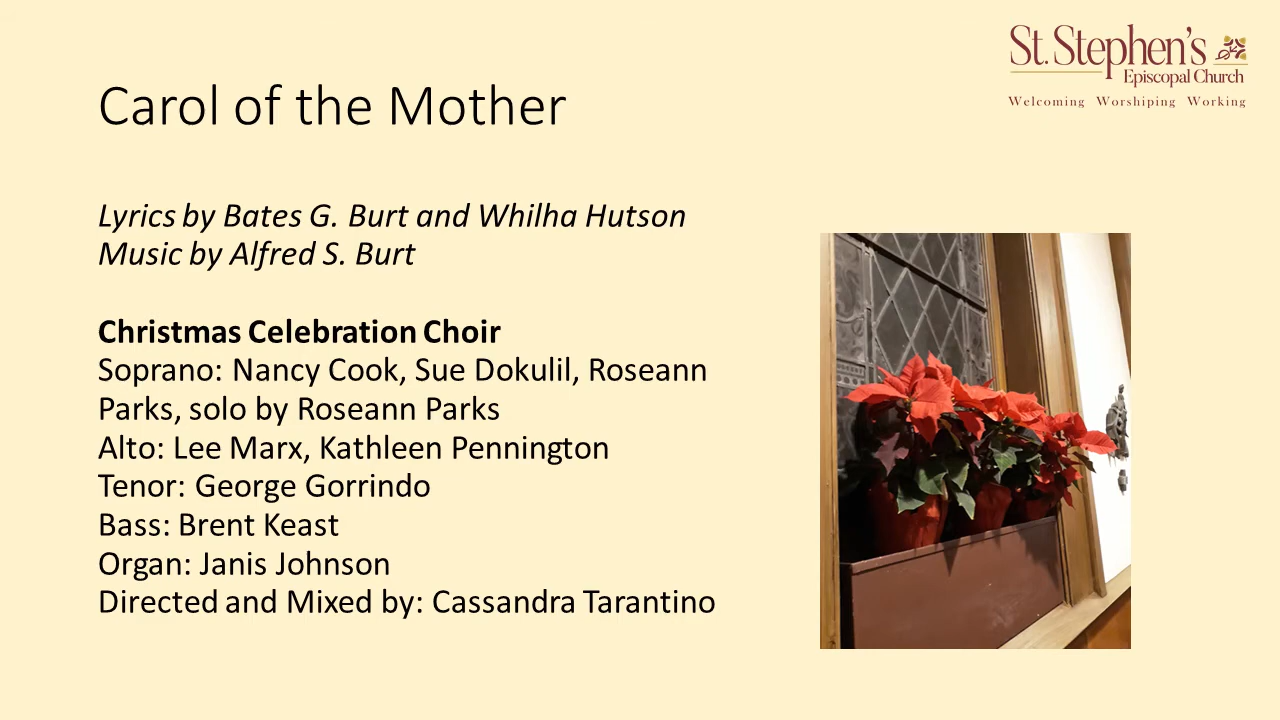 St. Stephen's
Episcopal Church
Welcoming Worshiping Working
Carol of the Mother
Lyrics by Bates G. Burt and Whilha Hutson
Music by Alfred S. Burt
Christmas Celebration Choir
Soprano: Nancy Cook, Sue Dokulil, Roseann
Parks, solo by Roseann Parks
Alto: Lee Marx, Kathleen Pennington
Tenor: George Gorrindo
Bass: Brent Keast
Organ: Janis Johnson
Directed and Mixed by: Cassandra Tarantino